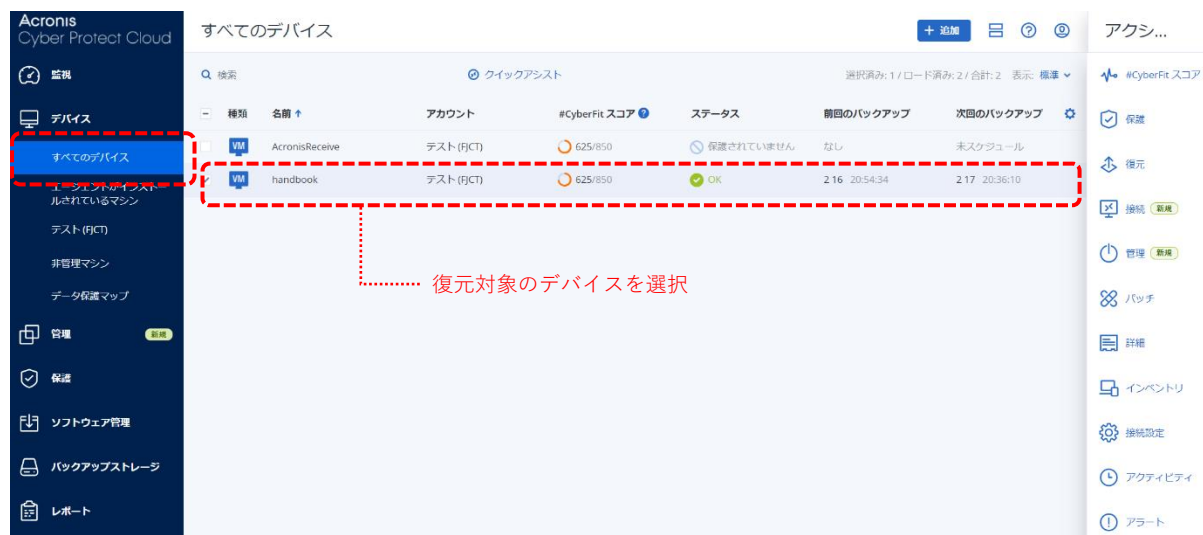 Acronis
Cyber Protect Cloud
監視
デバイス
すべてのデバイス
エージェントがインストー
ルされているマシン
テスト (FJCT)
非管理マシン
データ保護マップ
管理 新規
保護
ソフトウェア管理
バックアップストレージ
レポート
すべてのデバイス
+ 追加
検索
クイックアシスト
選択済み: 1 / ロード済み: 2 / 合計: 2 表示: 標準
種類 名前 ↑ アカウント #CyberFit スコア ? ステータス 前回のバックアップ 次回のバックアップ
VM AcronisReceive テスト (FJCT) 625/850 保護されていません なし 未スケジュール
VM handbook テスト (FJCT) 625/850 OK 2 16 20:54:34 2 17 20:36:10
復元対象のデバイスを選択
アクシ...
#CyberFit スコア
保護
復元
接続 新規
管理 新規
パッチ
詳細
インベントリ
接続設定
アクティビティ
アラート